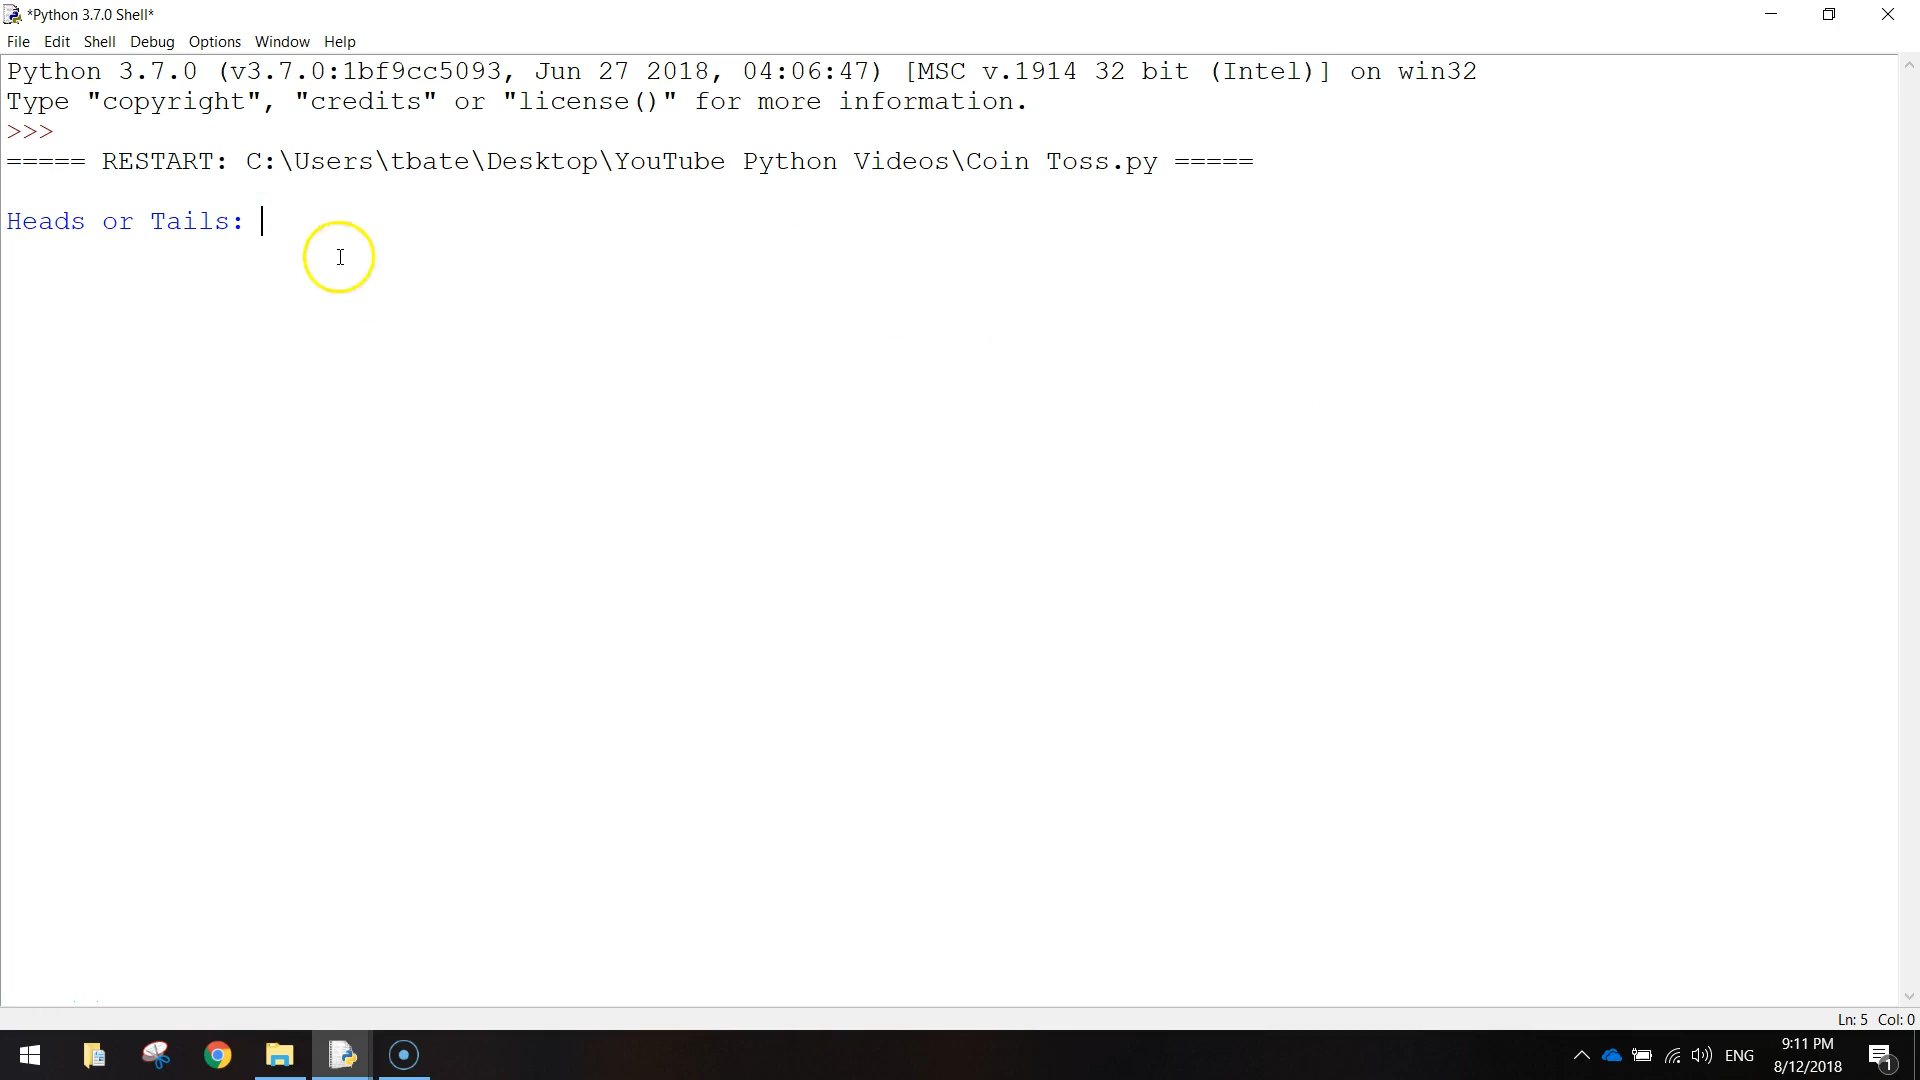 *Python 3.7.0 Shell*
File Edit Shell Debug Options Window Help
Python 3.7.0 (v3.7.0:1bf9cc5093, Jun 27 2018, 04:06:47) [MSC v.1914 32 bit (Intel)] on win32
Type "copyright", "credits" or "license()" for more information.
>>>
===== RESTART: C:\Users\tbate\Desktop\YouTube Python Videos\Coin Toss.py =====
Heads or Tails:
Ln: 5 Col: 0
ENG
9:11 PM
8/12/2018
1